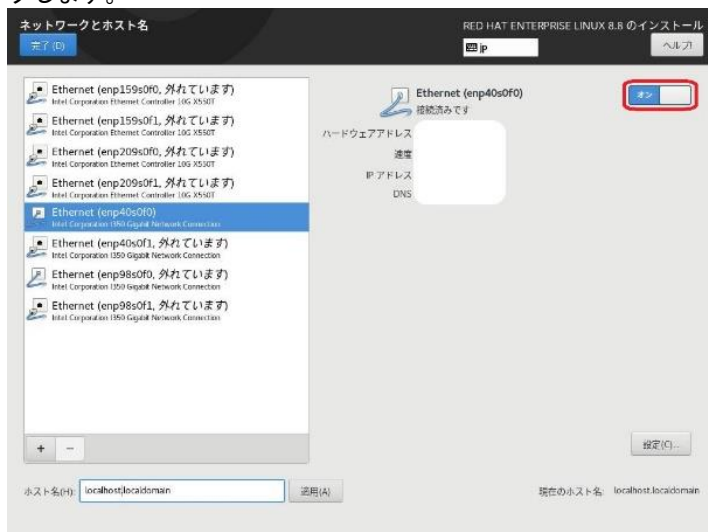 クします。
ネットワークとホスト名
RED HAT ENTERPRISE LINUX 8.8 のインストール
完了(D)
jp
ヘルプ!
Ethernet (enp159s0f0, 外れています)
Intel Corporation Ethernet Controller 10G X550T
Ethernet (enp159s0f1, 外れています)
Intel Corporation Ethernet Controller 10G X550T
Ethernet (enp209s0f0, 外れています)
Intel Corporation Ethernet Controller 10G X550T
Ethernet (enp209s0f1, 外れています)
Intel Corporation Ethernet Controller 10G X550T
Ethernet (enp40s0f0)
Intel Corporation I350 Gigabit Network Connection
Ethernet (enp40s0f1, 外れています)
Intel Corporation I350 Gigabit Network Connection
Ethernet (enp98s0f0, 外れています)
Intel Corporation I350 Gigabit Network Connection
Ethernet (enp98s0f1, 外れています)
Intel Corporation I350 Gigabit Network Connection
Ethernet (enp40s0f0)
接続済みです
オン
ハードウェアアドレス
速度
IP アドレス
DNS
+ −
設定(C)...
ホスト名(H): localhost.localdomain
適用(A)
現在のホスト名: localhost.localdomain